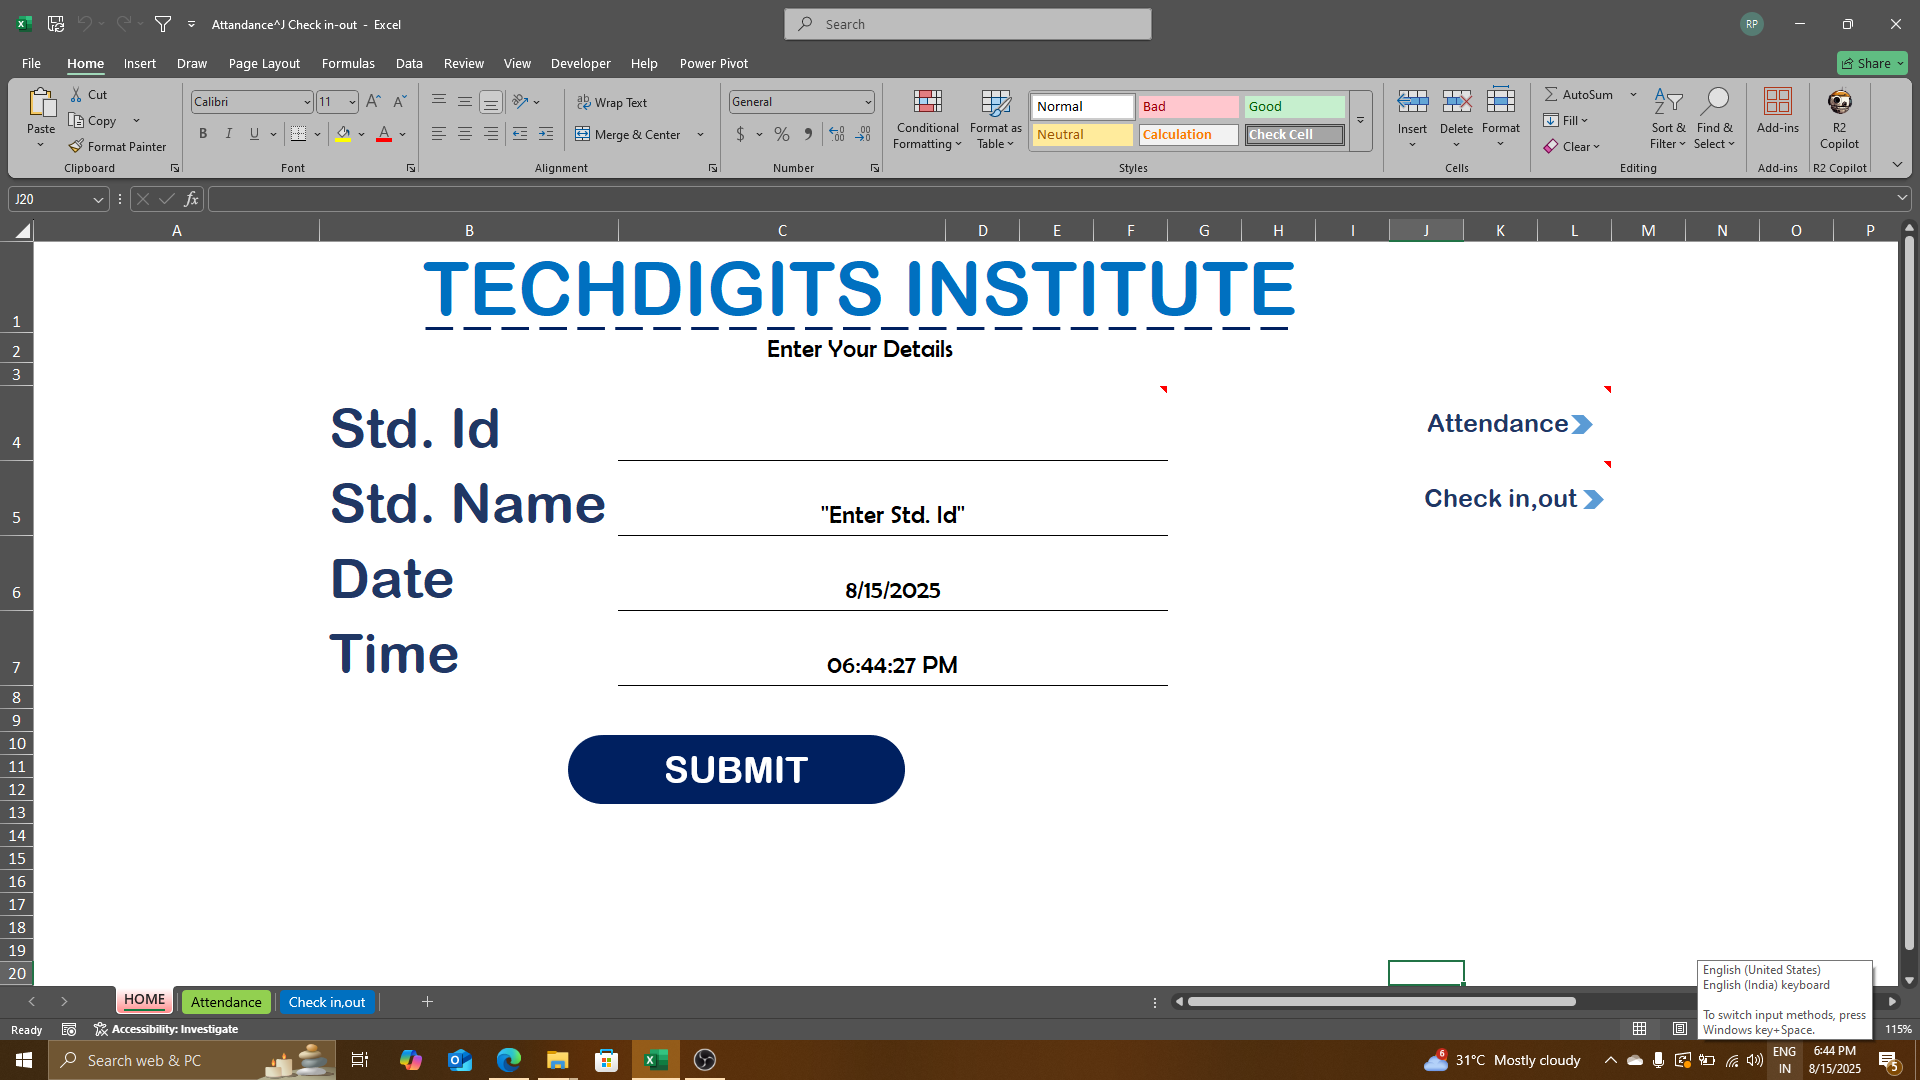 Attandance^J Check in-out - Excel
Search
RP
File Home Insert Draw Page Layout Formulas Data Review View Developer Help Power Pivot
Share
Paste
Cut
Copy
Format Painter
Clipboard
Calibri 11
B I U
Font
Wrap Text
Merge & Center
Alignment
General
Number
Conditional Formatting
Format as Table
Normal Bad Good
Neutral Calculation Check Cell
Styles
Insert Delete Format
Cells
AutoSum
Fill
Clear
Sort & Filter
Find & Select
Editing
Add-ins
Add-ins
R2 Copilot
R2 Copilot
J20
fx
A B C D E F G H I J K L M N O P
1
TECHDIGITS INSTITUTE
2
Enter Your Details
3
4
Std. Id
Attendance
5
Std. Name
"Enter Std. Id"
Check in,out
6
Date
8/15/2025
7
Time
06:44:27 PM
8
9
10
11
SUBMIT
12
13
14
15
16
17
18
19
20
English (United States)
English (India) keyboard
To switch input methods, press
Windows key+Space.
HOME Attendance Check in,out
Ready
Accessibility: Investigate
115%
Search web & PC
6
31°C Mostly cloudy
ENG
IN
6:44 PM
8/15/2025
5